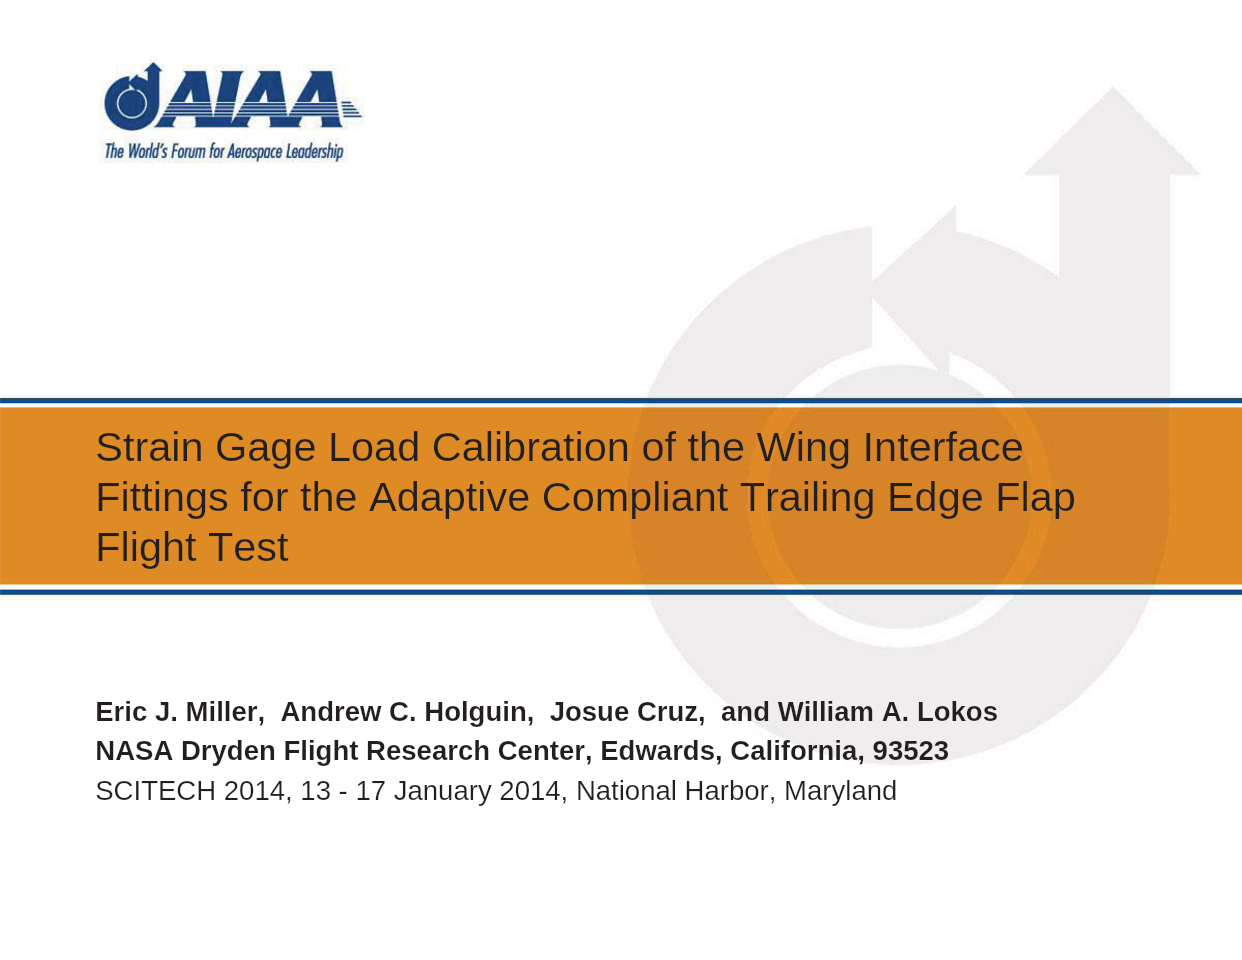 AIAA
The World's Forum for Aerospace Leadership
Strain Gage Load Calibration of the Wing Interface
Fittings for the Adaptive Compliant Trailing Edge Flap
Flight Test
Eric J. Miller,  Andrew C. Holguin,  Josue Cruz,  and William A. Lokos
NASA Dryden Flight Research Center, Edwards, California, 93523
SCITECH 2014, 13 - 17 January 2014, National Harbor, Maryland